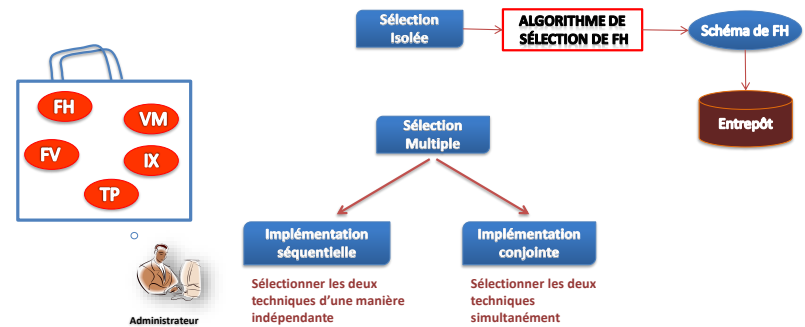 Sélection
Isolée
ALGORITHME DE
SÉLECTION DE FH
Schéma de FH
Entrepôt
FH
VM
FV
IX
TP
Sélection
Multiple
Implémentation
séquentielle
Implémentation
conjointe
Sélectionner les deux
techniques d'une manière
indépendante
Sélectionner les deux
techniques
simultanément
Administrateur